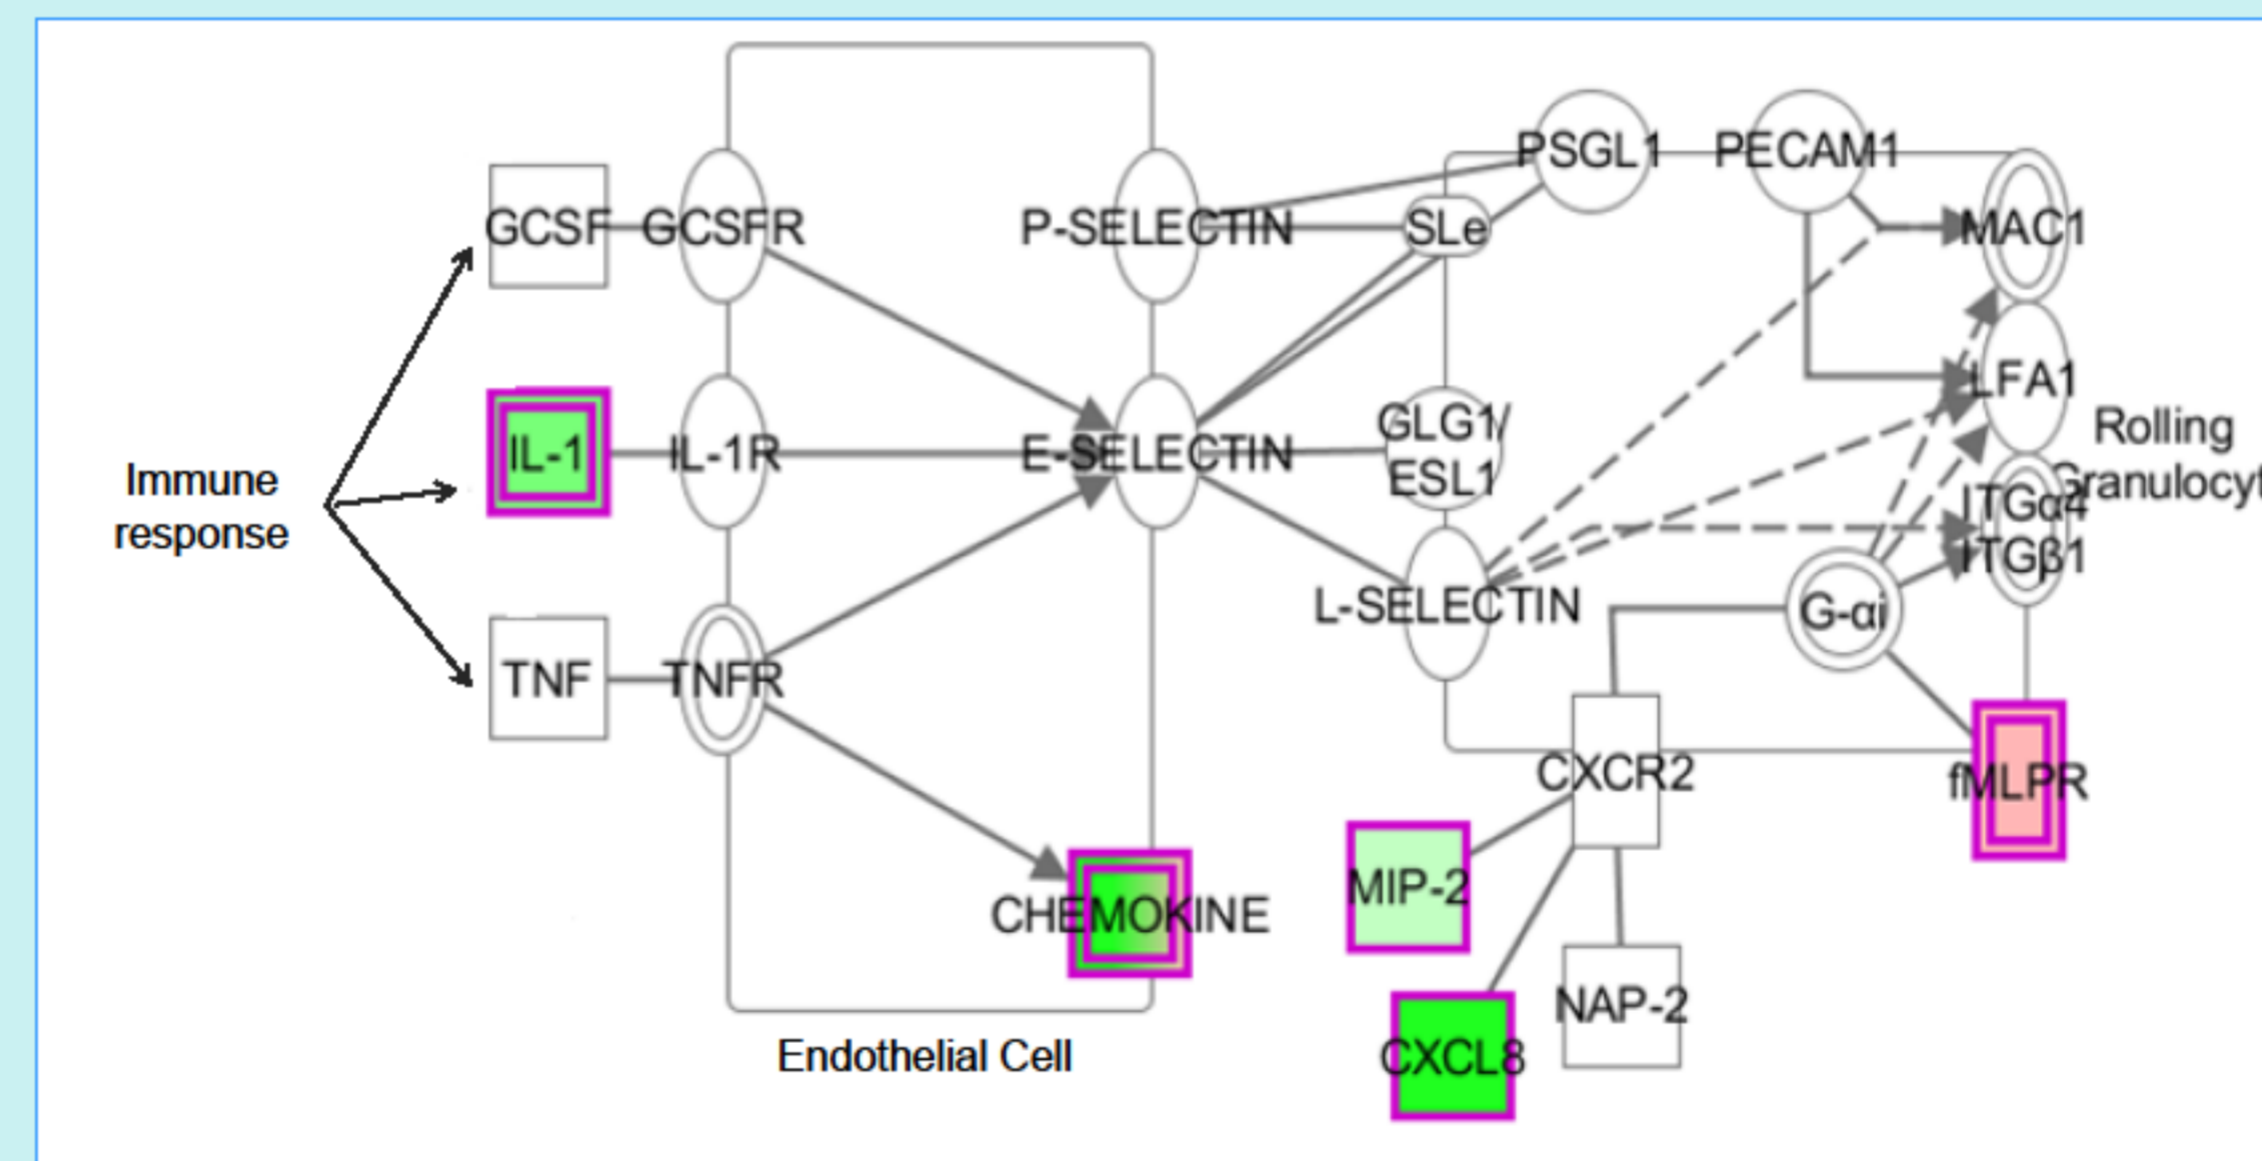 PSGL1
PECAM1
GCSF
GCSFR
P-SELECTIN
SLe
MAC1
LFA1
Rolling
Granulocyt
IL-1
IL-1R
E-SELECTIN
GLG1/
ESL1
ITGα4
ITGβ1
Immune
response
L-SELECTIN
G-αi
TNF
TNFR
CXCR2
fMLPR
MIP-2
CHEMOKINE
NAP-2
CXCL8
Endothelial Cell